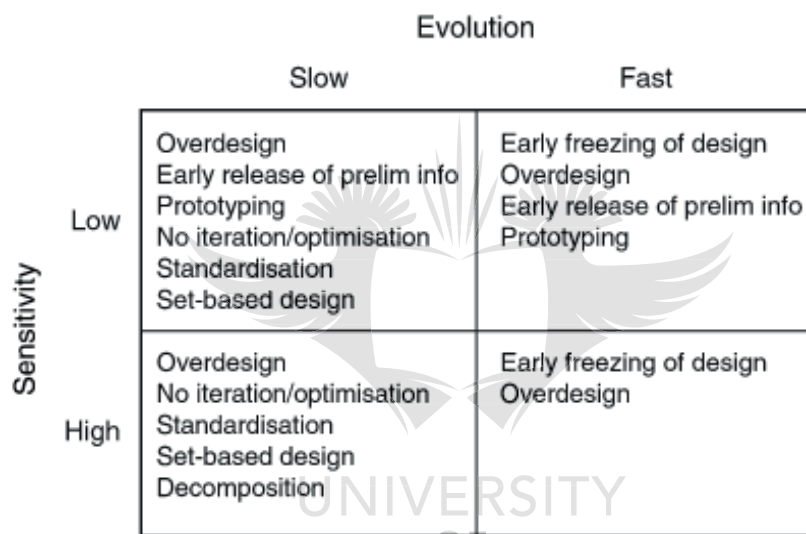 Evolution
Slow Fast
Sensitivity
Low
Overdesign
Early release of prelim info
Prototyping
No iteration/optimisation
Standardisation
Set-based design
Early freezing of design
Overdesign
Early release of prelim info
Prototyping
High
Overdesign
No iteration/optimisation
Standardisation
Set-based design
Decomposition
Early freezing of design
Overdesign
UNIVERSITY